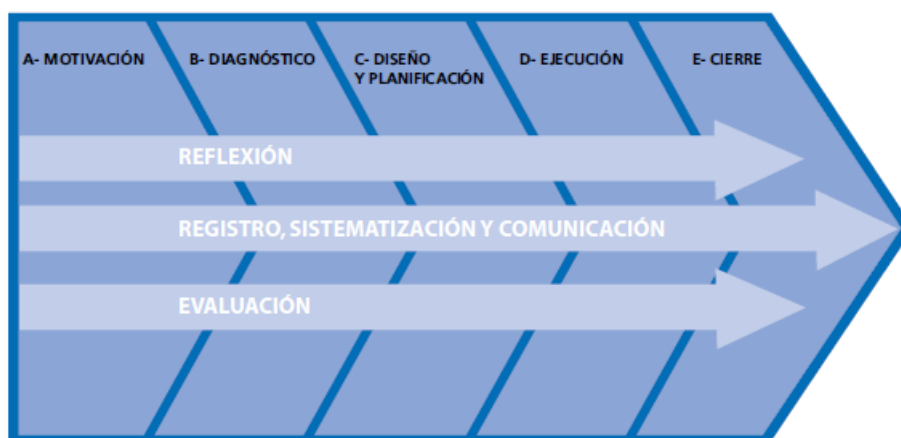 A- MOTIVACIÓN
B- DIAGNÓSTICO
C- DISEÑO
Y PLANIFICACIÓN
D- EJECUCIÓN
E- CIERRE
REFLEXIÓN
REGISTRO, SISTEMATIZACIÓN Y COMUNICACIÓN
EVALUACIÓN